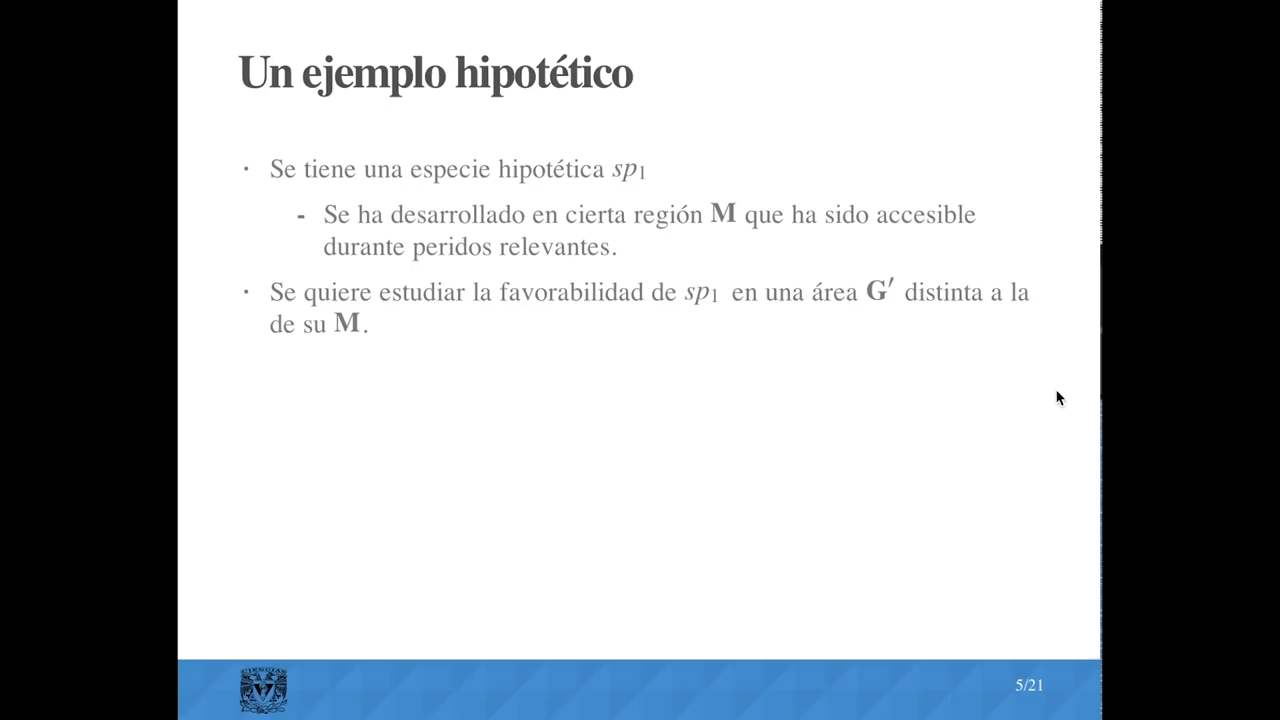 Un ejemplo hipotético
· Se tiene una especie hipotética sp₁
- Se ha desarrollado en cierta región M que ha sido accesible
durante peridos relevantes.
· Se quiere estudiar la favorabilidad de sp₁ en una área G′ distinta a la
de su M.
CIENCIAS
5/21